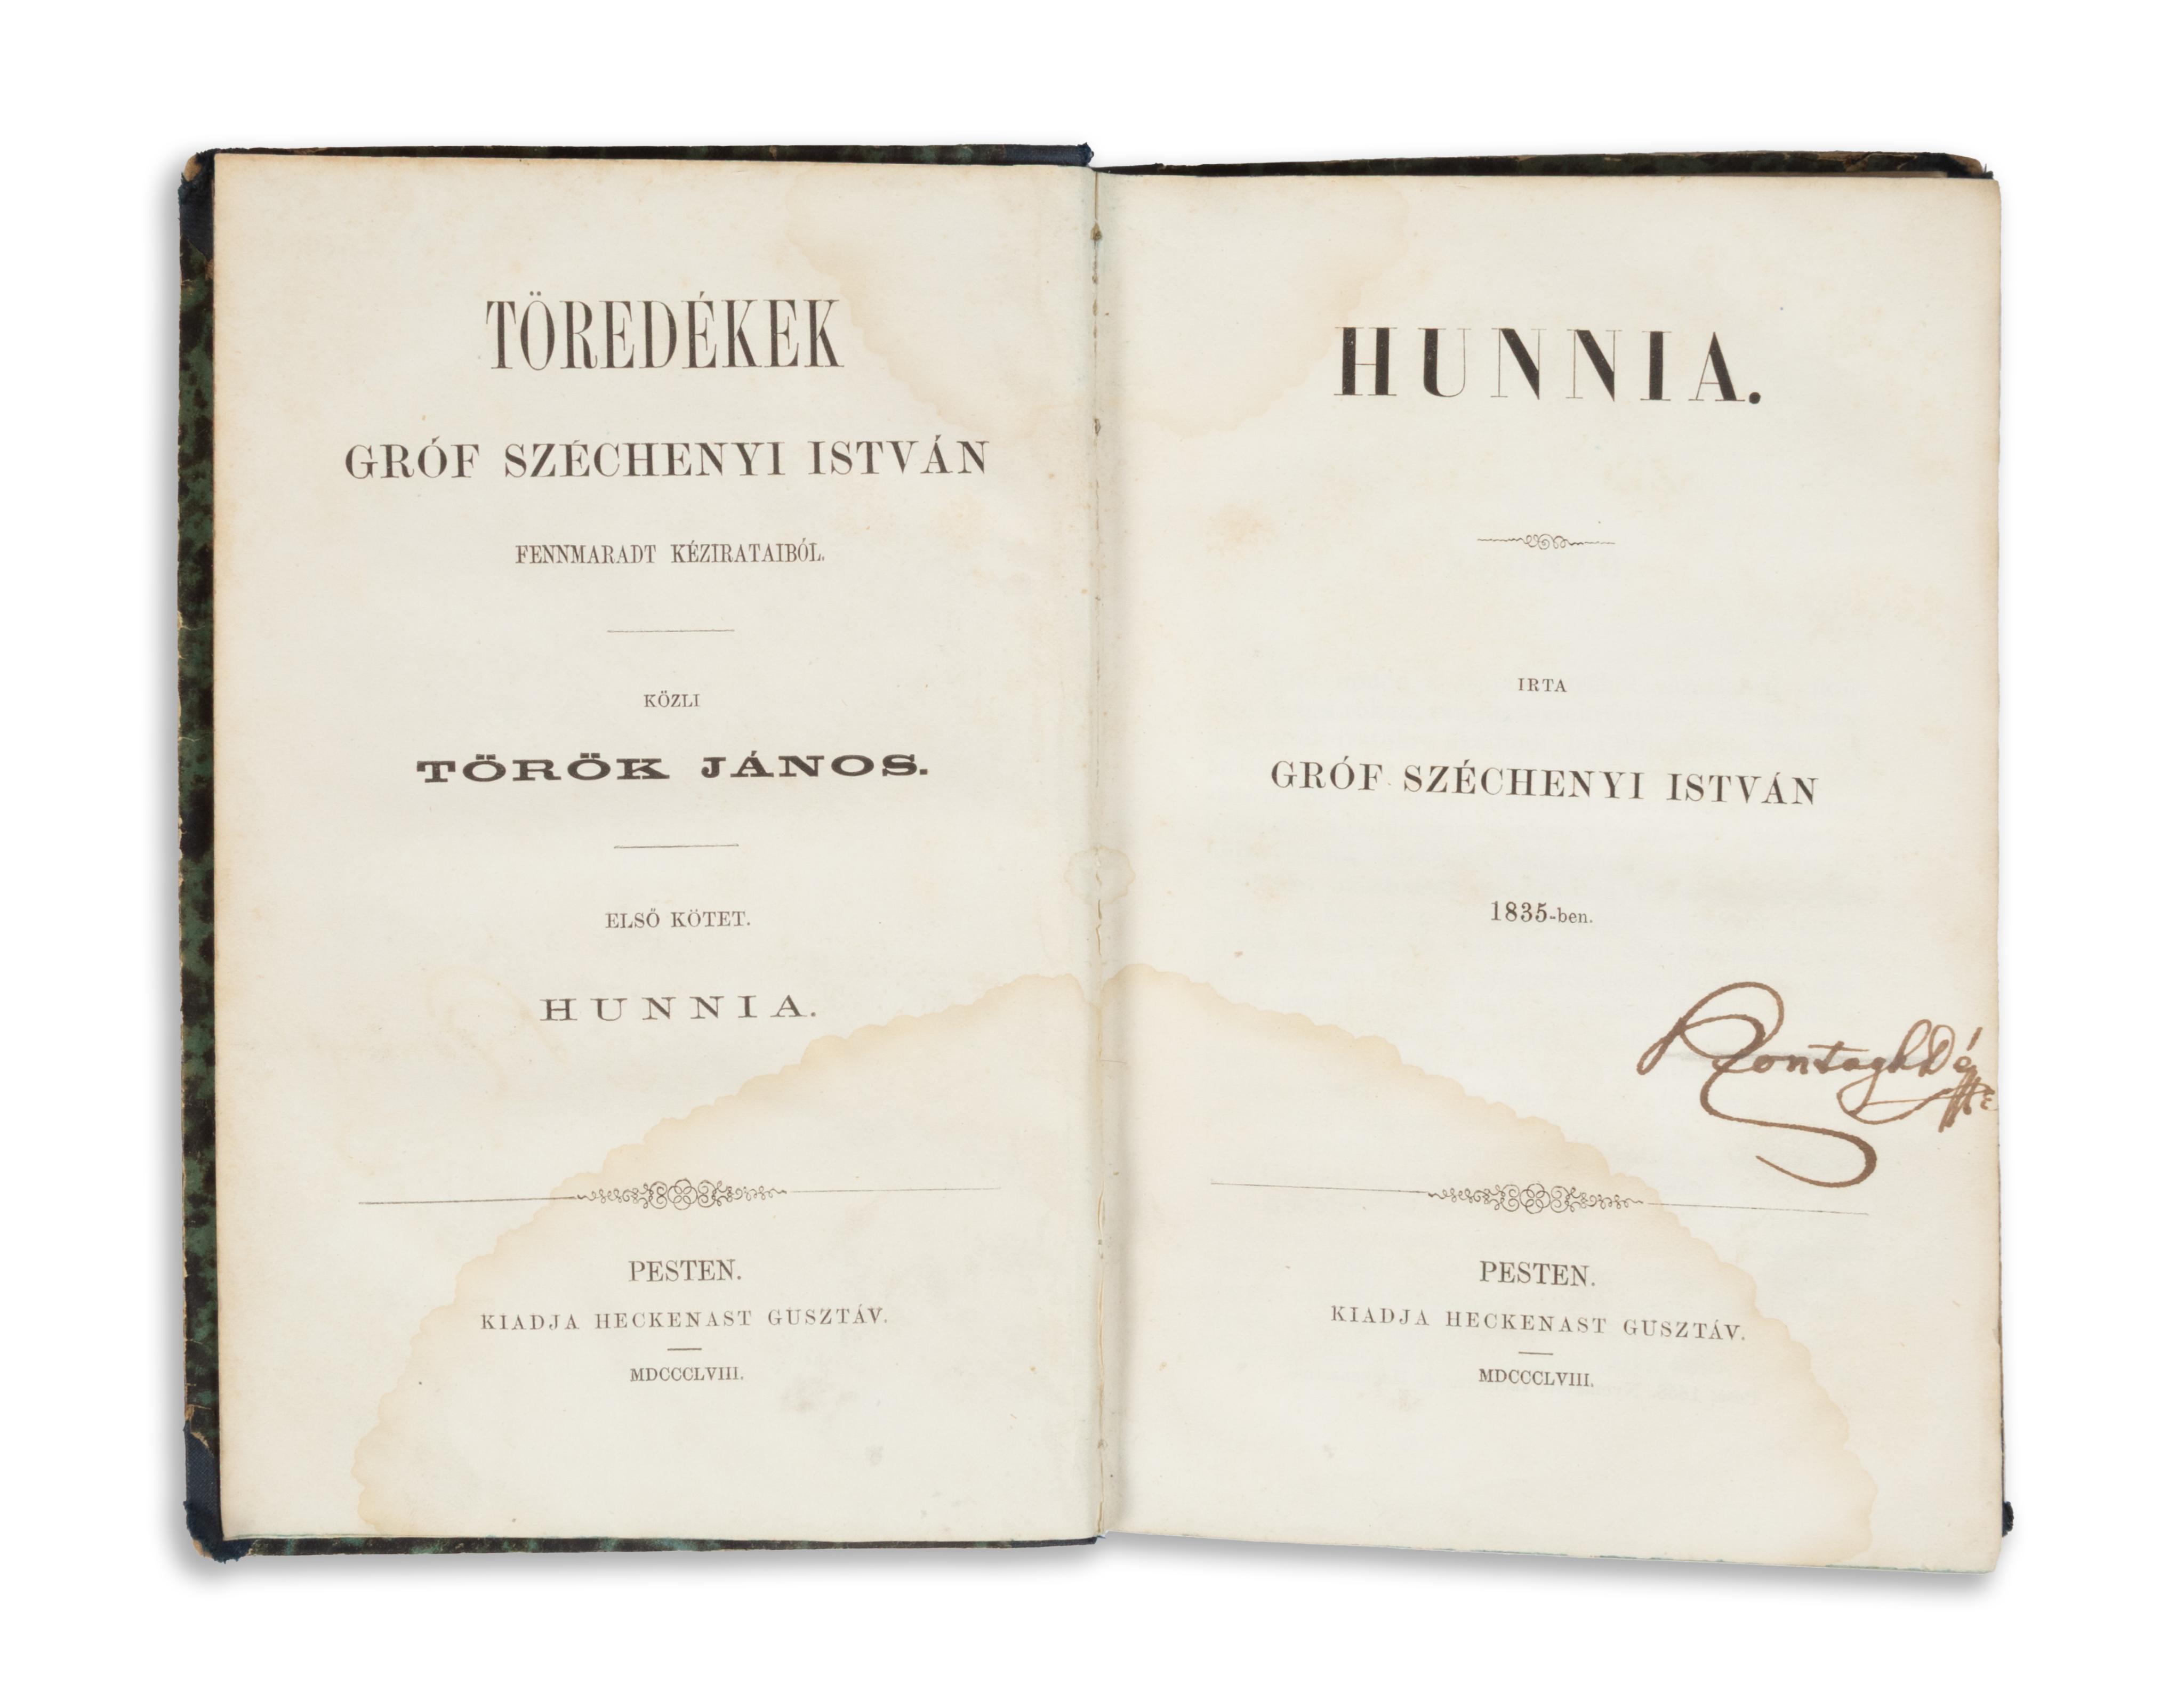 TÖREDÉKEK
GRÓF SZÉCHENYI ISTVÁN
FENNMARADT KÉZIRATAIBÓL.
KÖZLI
TÖRÖK JÁNOS.
ELSŐ KÖTET.
HUNNIA.
PESTEN.
KIADJA HECKENAST GUSZTÁV.
MDCCCLVIII.
HUNNIA.
IRTA
GRÓF SZÉCHENYI ISTVÁN
1835-ben.
PESTEN.
KIADJA HECKENAST GUSZTÁV.
MDCCCLVIII.